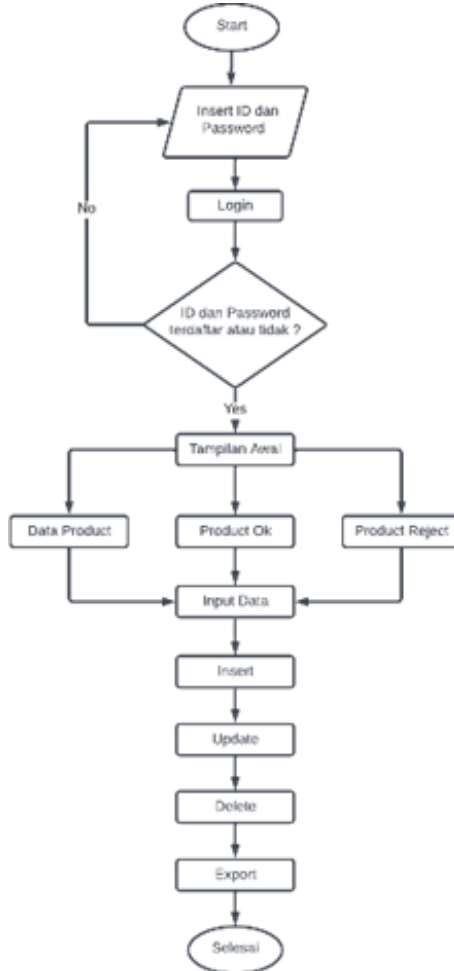 Start
Insert ID dan
Password
Login
No
ID dan Password
terdaftar atau tidak ?
Yes
Tampilan Awal
Data Product
Product Ok
Product Reject
Input Data
Insert
Update
Delete
Export
Selesai